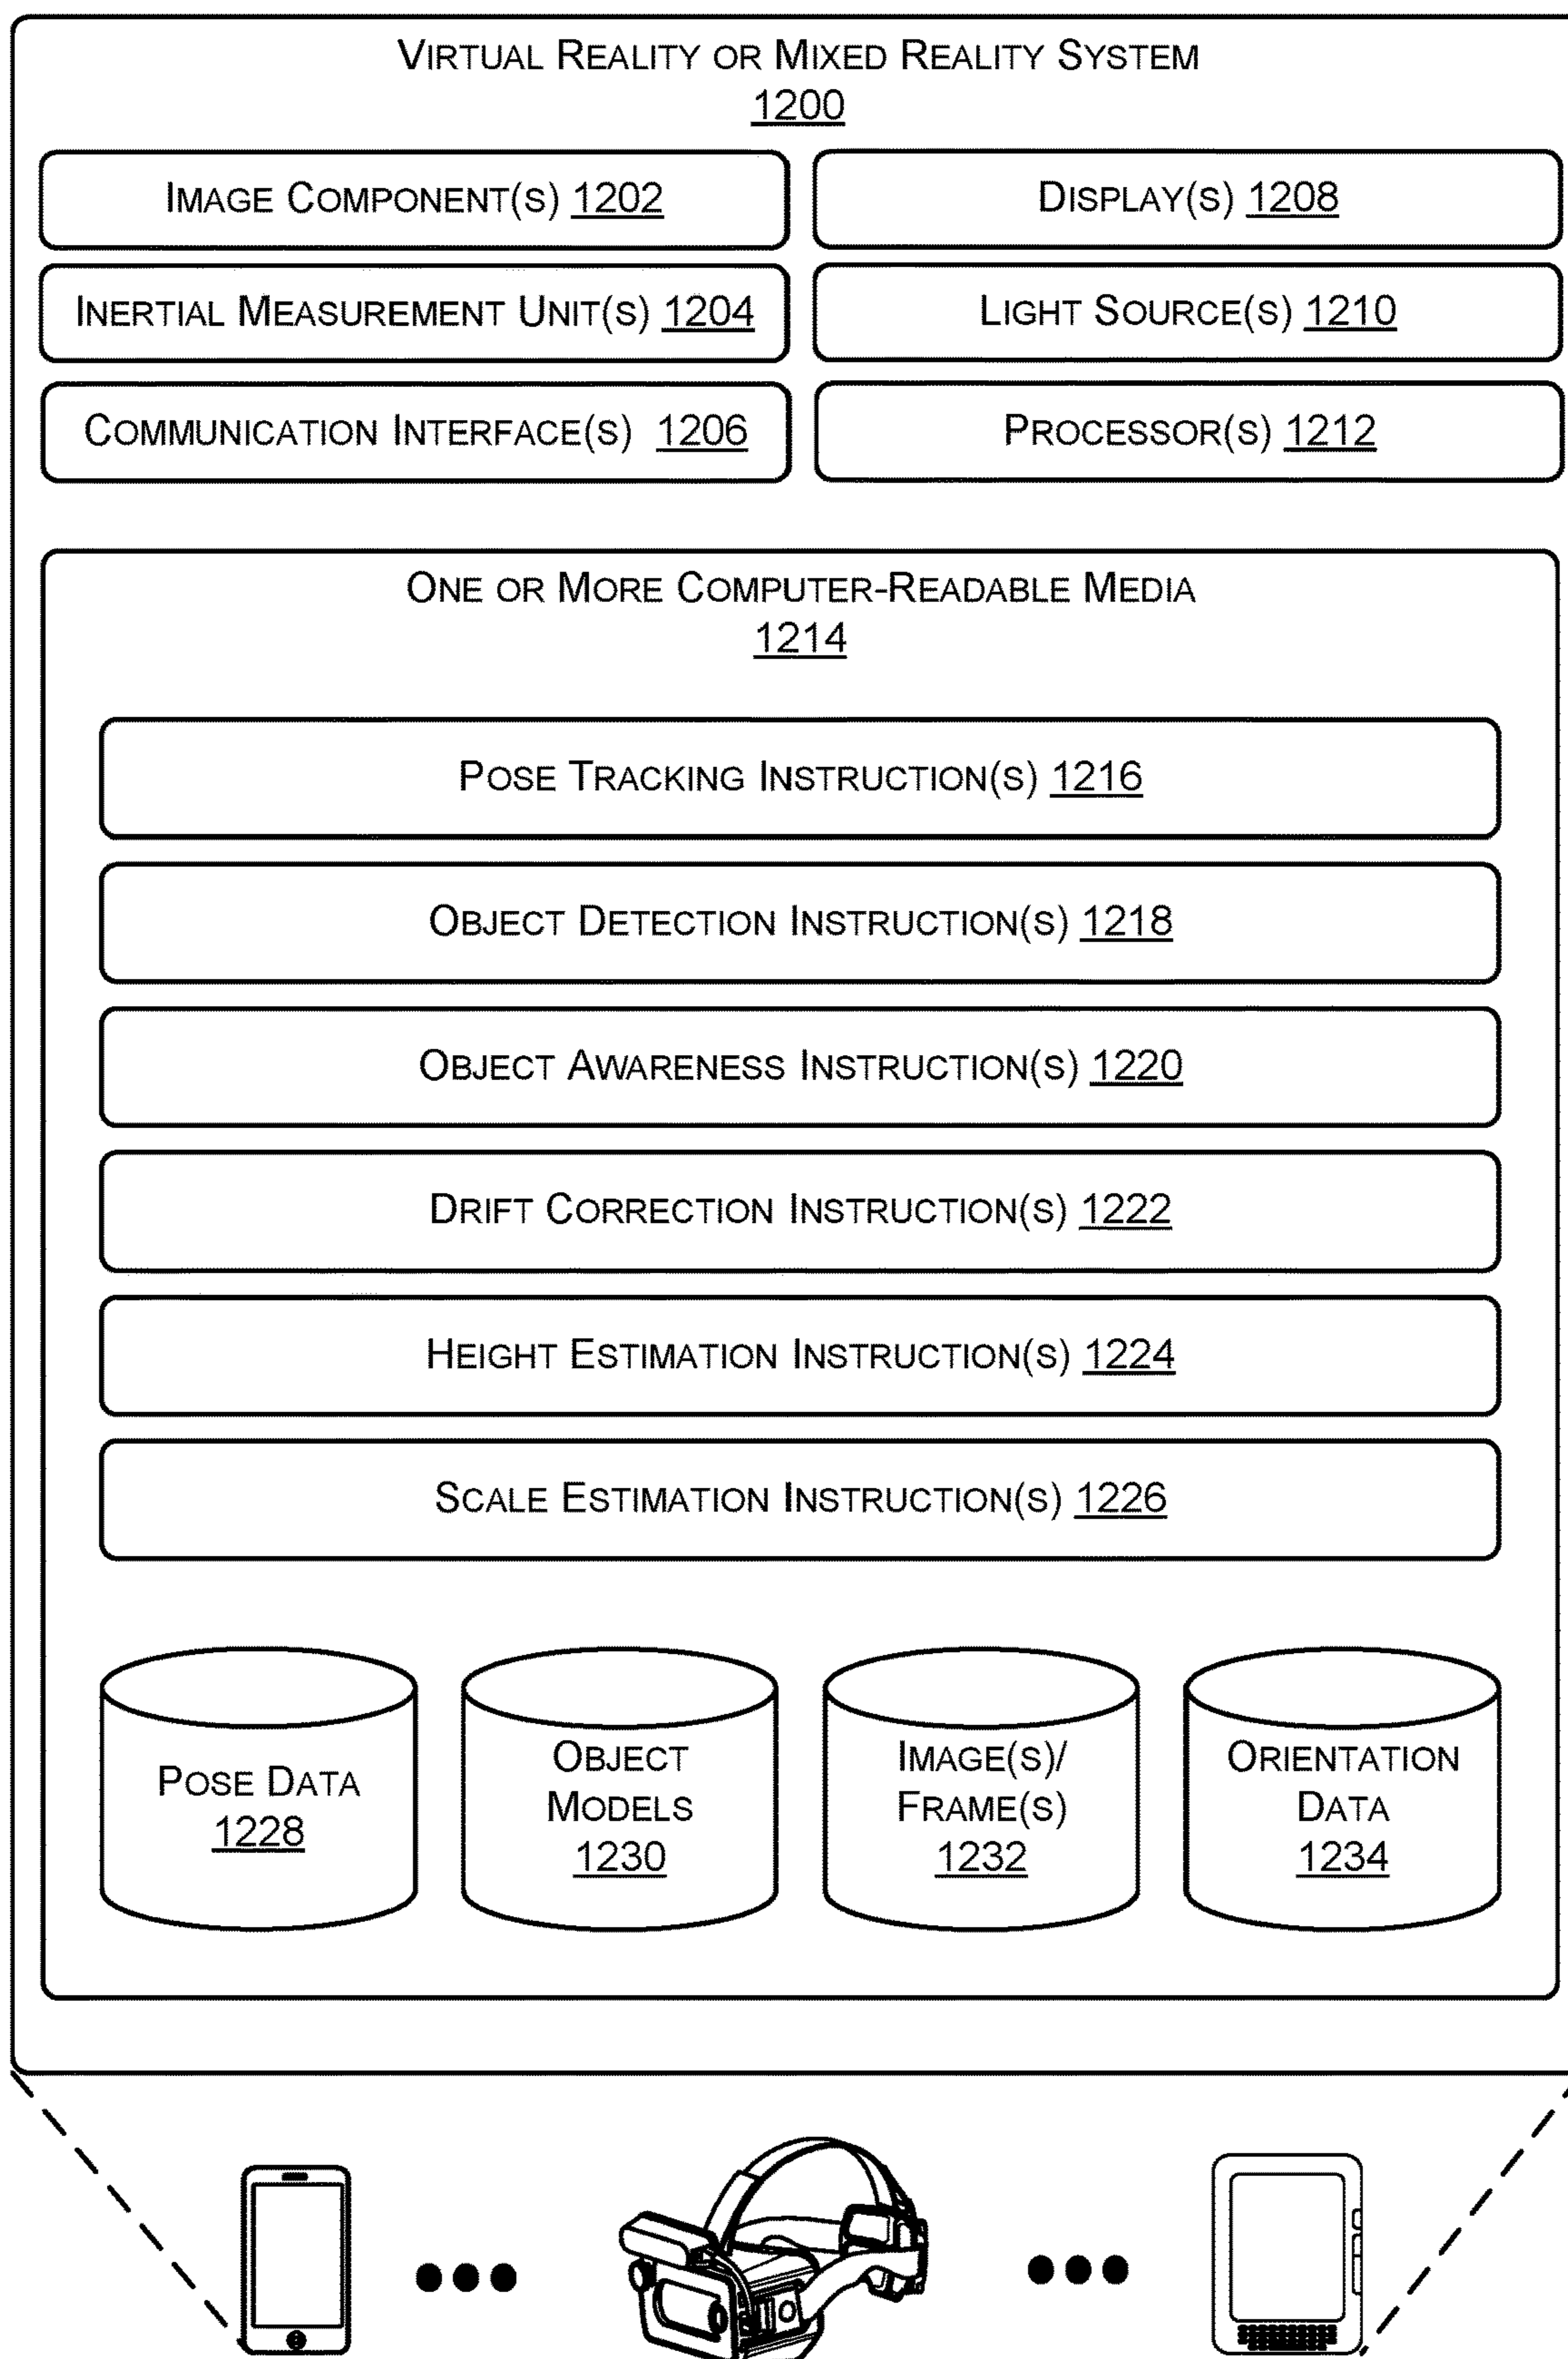 VIRTUAL REALITY OR MIXED REALITY SYSTEM
1200
IMAGE COMPONENT(S) 1202
DISPLAY(S) 1208
INERTIAL MEASUREMENT UNIT(S) 1204
LIGHT SOURCE(S) 1210
COMMUNICATION INTERFACE(S) 1206
PROCESSOR(S) 1212
ONE OR MORE COMPUTER-READABLE MEDIA
1214
POSE TRACKING INSTRUCTION(S) 1216
OBJECT DETECTION INSTRUCTION(S) 1218
OBJECT AWARENESS INSTRUCTION(S) 1220
DRIFT CORRECTION INSTRUCTION(S) 1222
HEIGHT ESTIMATION INSTRUCTION(S) 1224
SCALE ESTIMATION INSTRUCTION(S) 1226
POSE DATA
1228
OBJECT
MODELS
1230
IMAGE(S)/
FRAME(S)
1232
ORIENTATION
DATA
1234